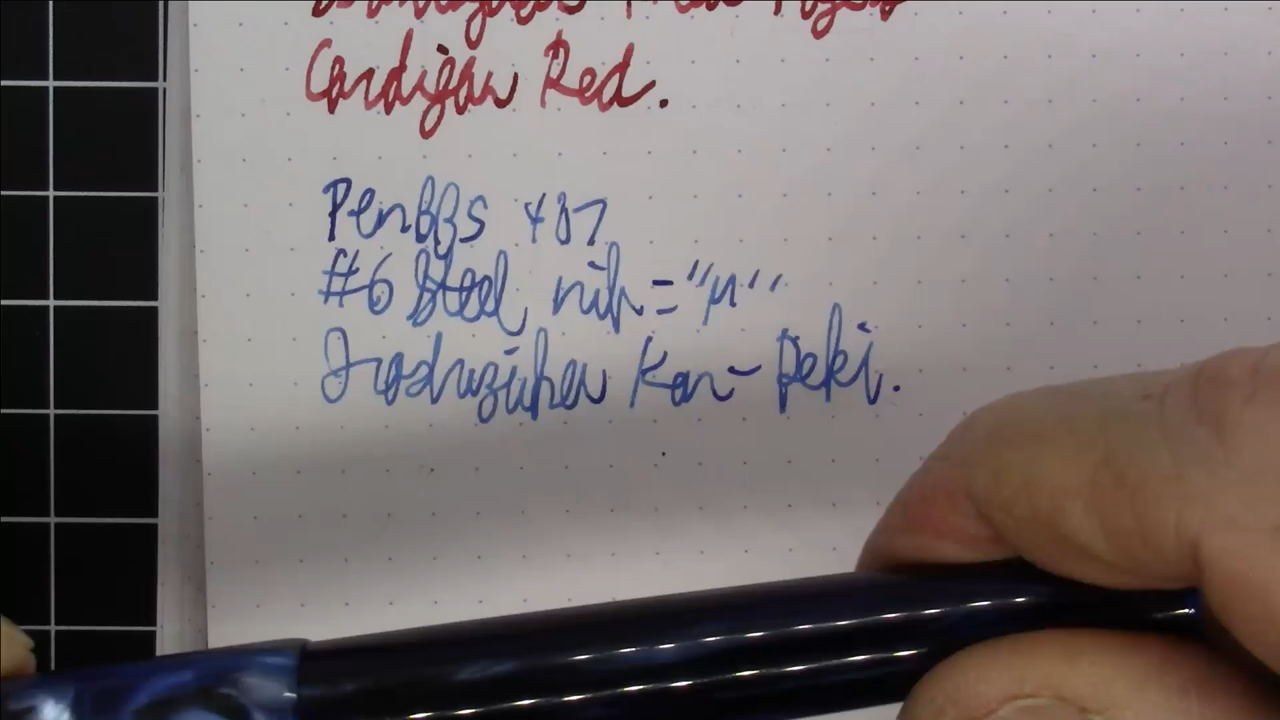 Cardigan Red.
PenBBS 487
#6 Steel nib = "M"
Iroshizuku Kon-Peki.